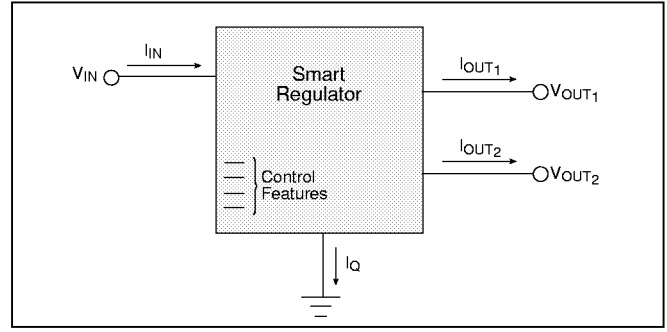 IIN
VIN
Smart
Regulator
IOUT1
VOUT1
IOUT2
VOUT2
Control
Features
IQ